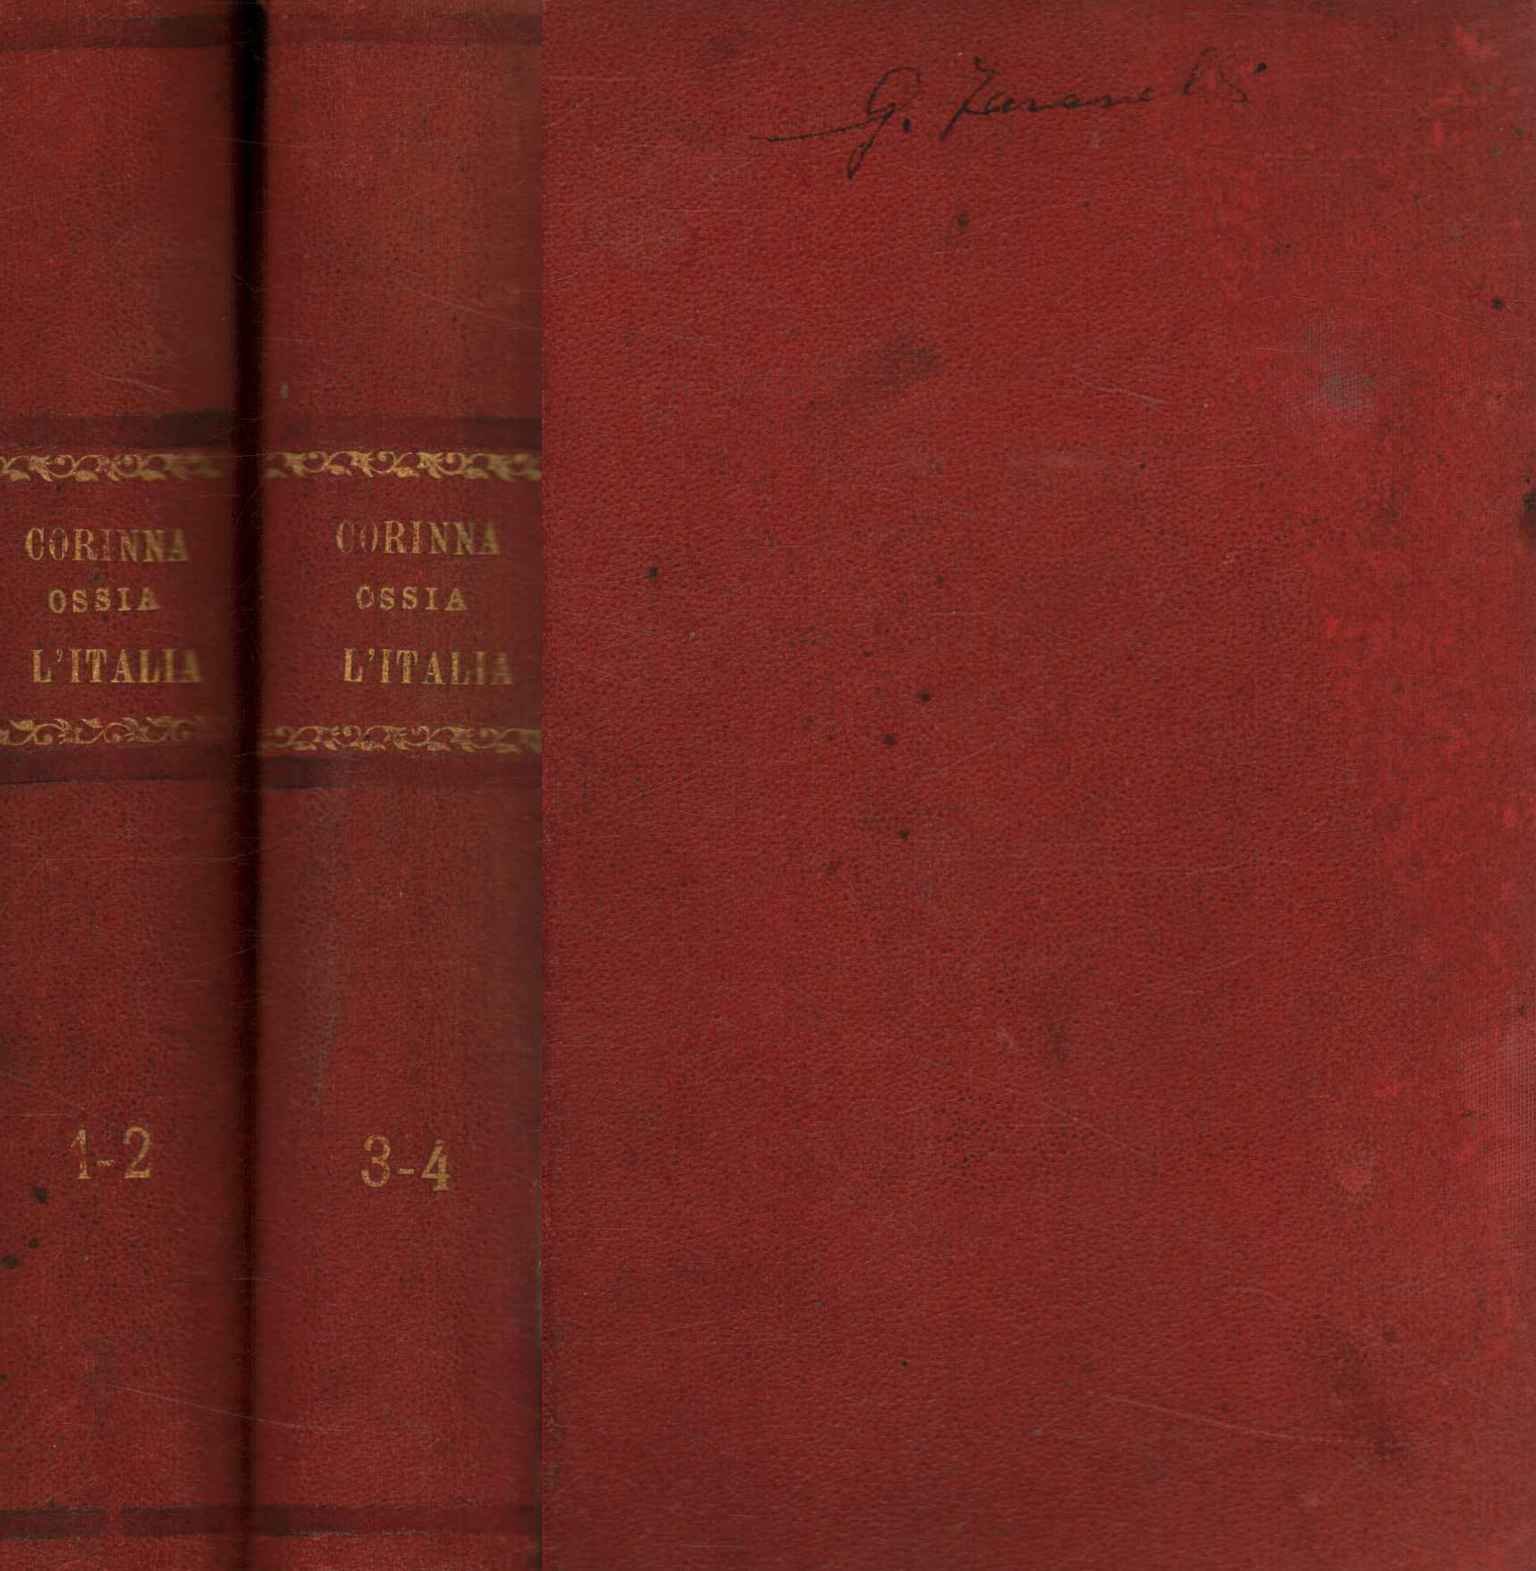 CORINNA
OSSIA
L'ITALIA
1-2
CORINNA
OSSIA
L'ITALIA
3-4
G.